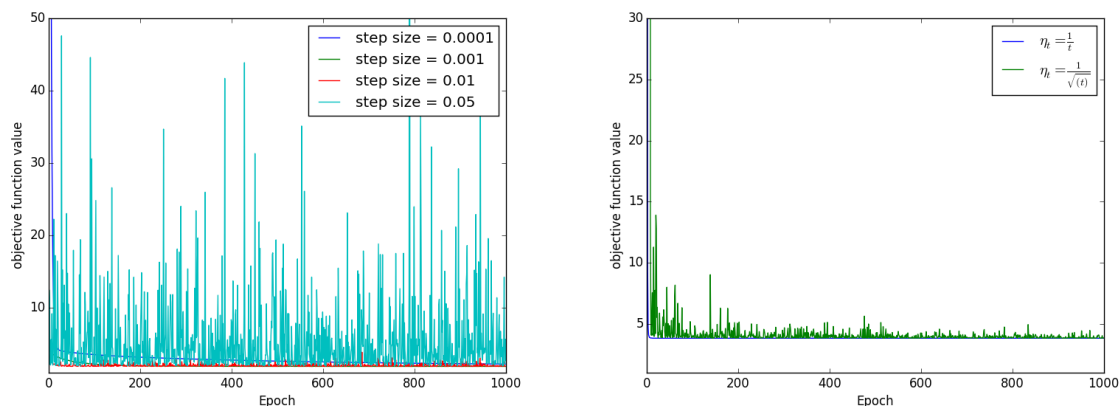 50
40
30
20
10
objective function value
0
200
400
600
800
1000
Epoch
step size = 0.0001
step size = 0.001
step size = 0.01
step size = 0.05
30
25
20
15
10
5
objective function value
0
200
400
600
800
1000
Epoch
η_t = 1/t
η_t = 1/√(t)